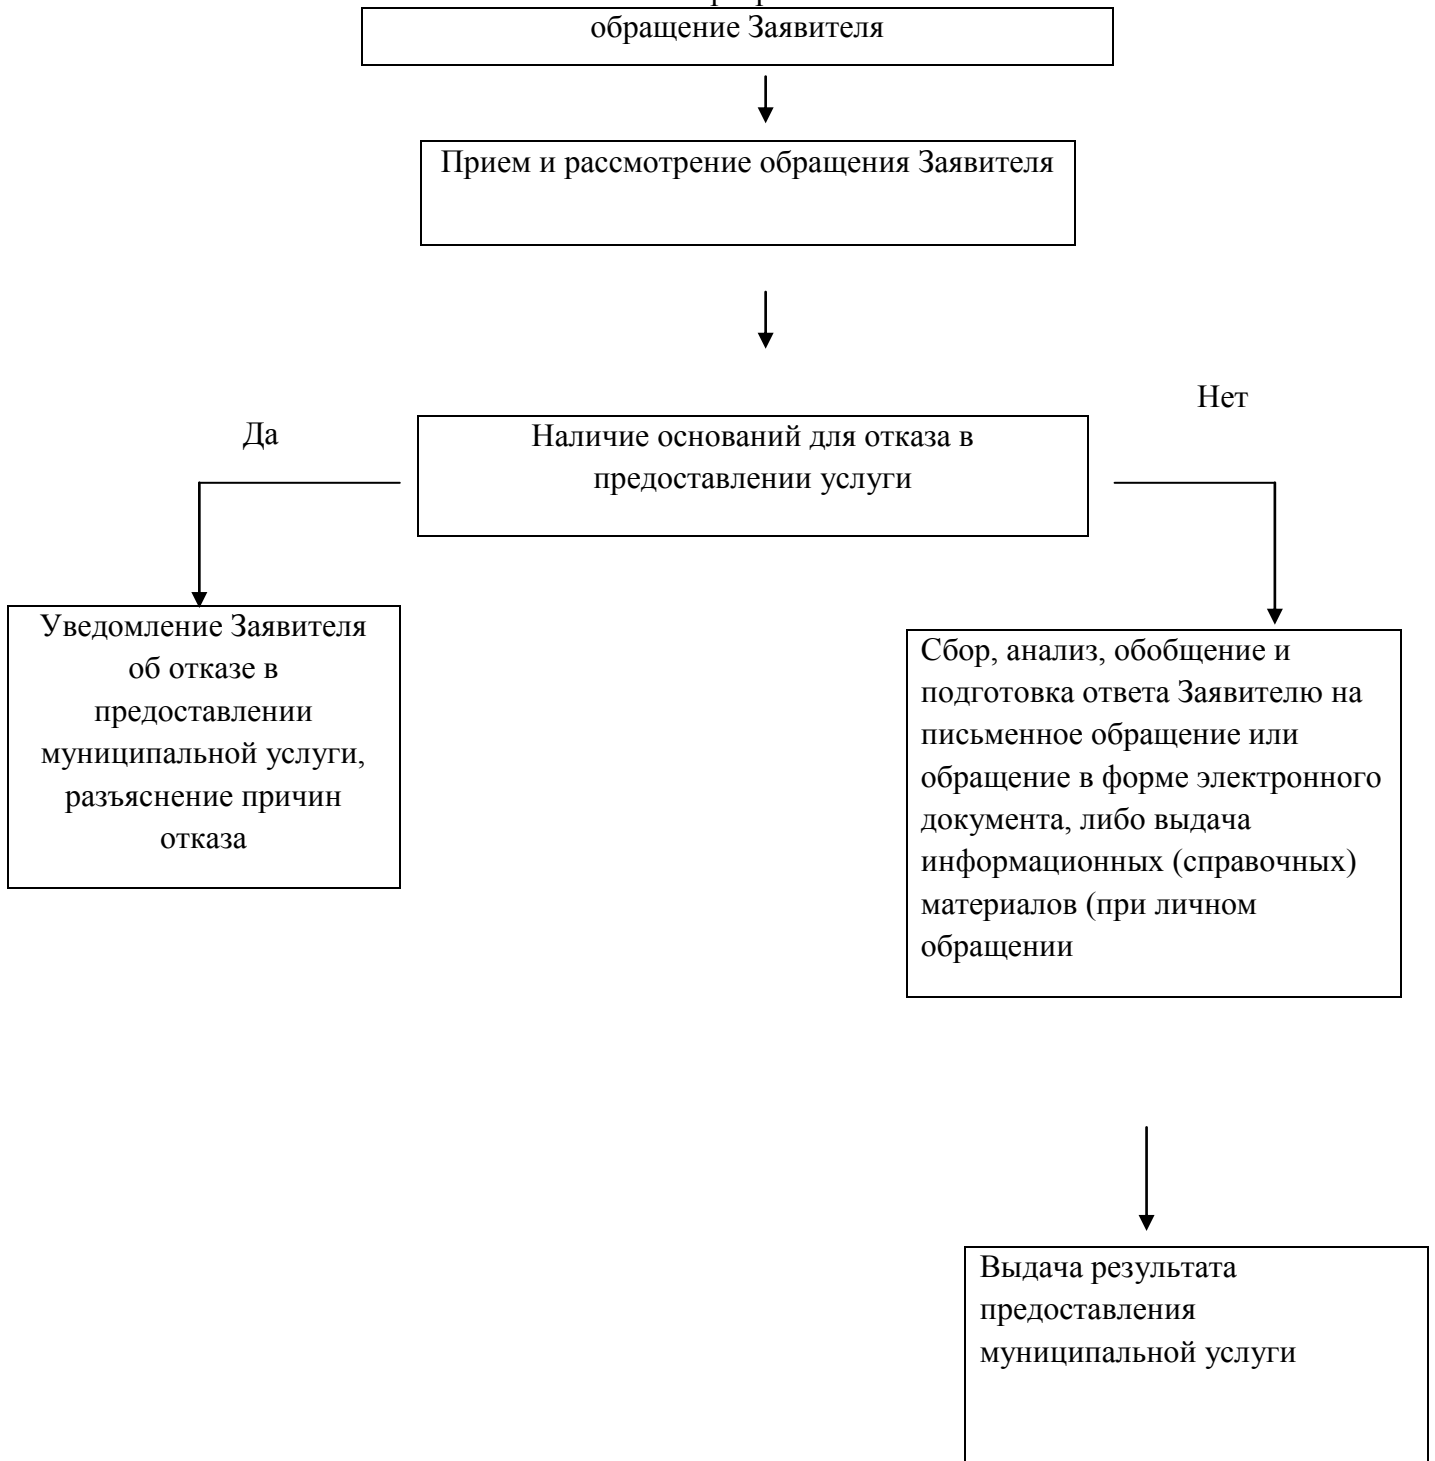 обращение Заявителя
Прием и рассмотрение обращения Заявителя
Нет
Да
Наличие оснований для отказа в
предоставлении услуги
Уведомление Заявителя
об отказе в
предоставлении
муниципальной услуги,
разъяснение причин
отказа
Сбор, анализ, обобщение и
подготовка ответа Заявителю на
письменное обращение или
обращение в форме электронного
документа, либо выдача
информационных (справочных)
материалов (при личном
обращении
Выдача результата
предоставления
муниципальной услуги